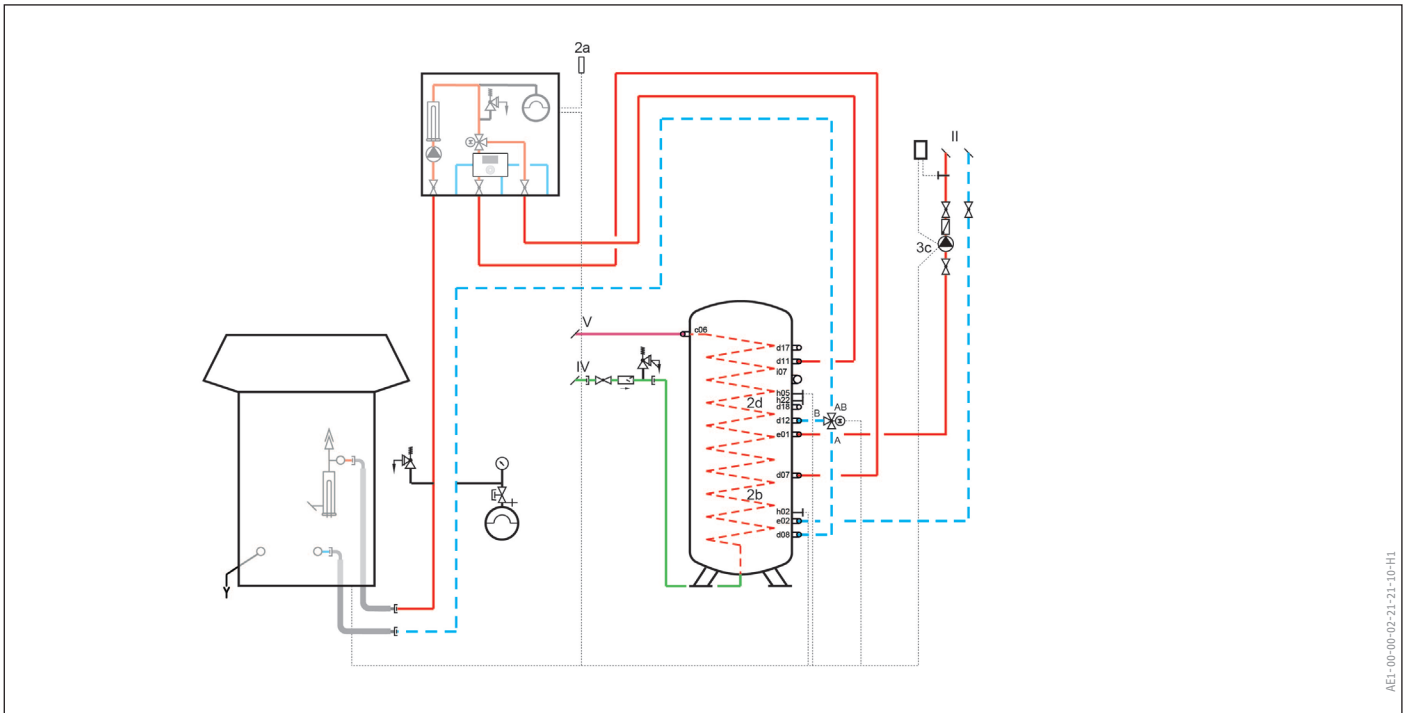 2a
II
3c
V
c06
d17
d11
i07
IV
h05
h22
2d
d18
AB
B
d12
M
e01
A
d07
2b
h02
e02
d08
Y
AE1-00-00-02-21-21-10-H1